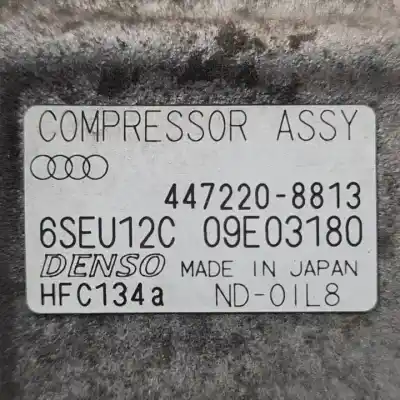 COMPRESSOR ASSY
447220-8813
6SEU12C 09E03180
DENSO MADE IN JAPAN
HFC134a ND-OIL8